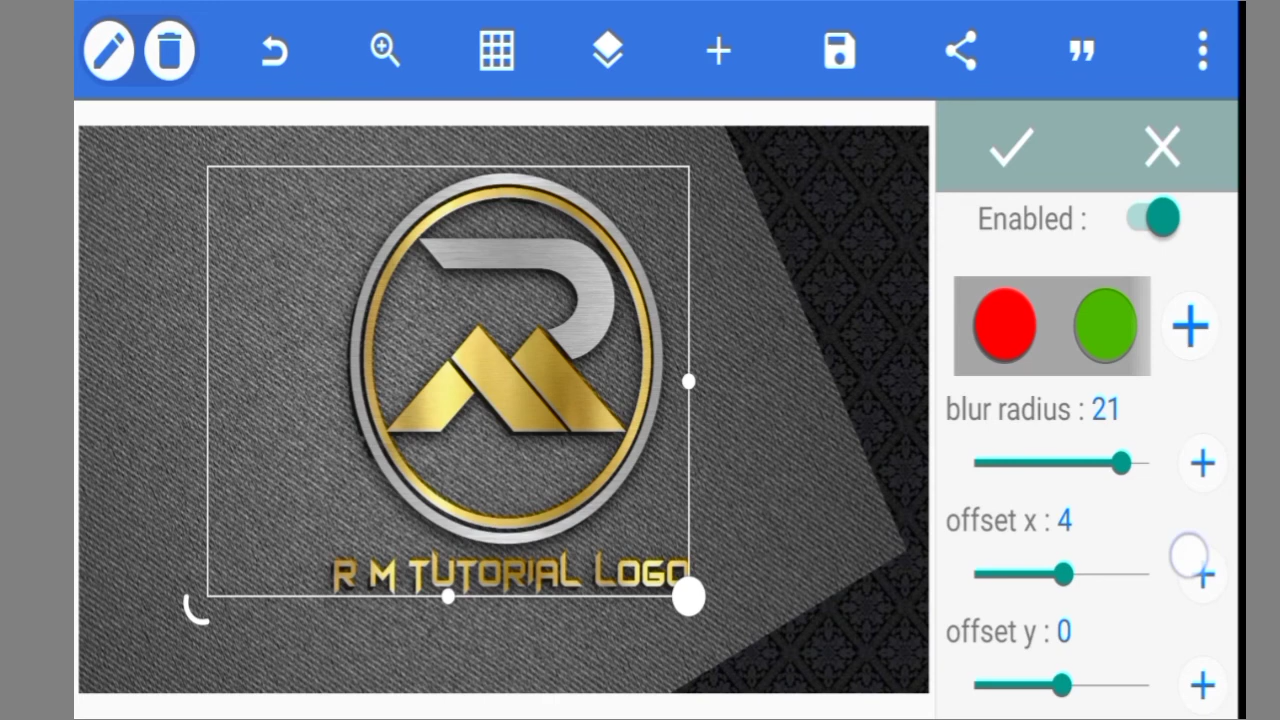 Enabled :
blur radius : 21
offset x : 4
offset y : 0
R M TUTORIAL LOGO